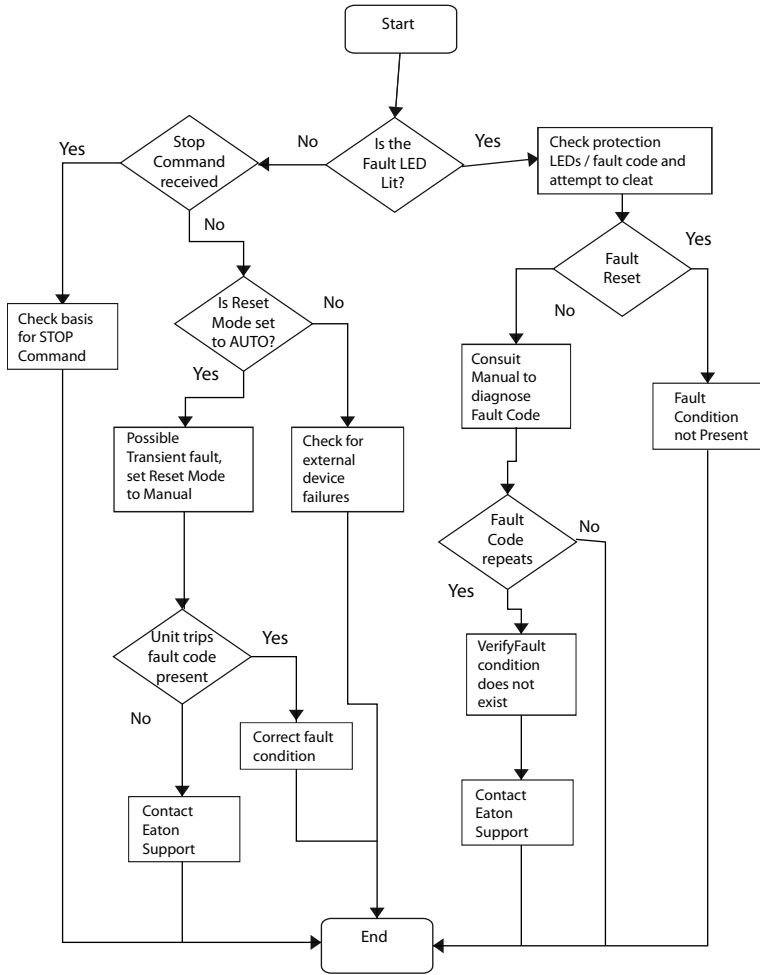 Start
Is the
Fault LED
Lit?
No
Yes
Stop
Command
received
Yes
No
Check protection
LEDs / fault code and
attempt to cleat
Fault
Reset
Yes
No
Check basis
for STOP
Command
Is Reset
Mode set
to AUTO?
No
Yes
Consuit
Manual to
diagnose
Fault Code
Fault
Condition
not Present
Possible
Transient fault,
set Reset Mode
to Manual
Check for
external
device
failures
Fault
Code
repeats
No
Yes
Unit trips
fault code
present
Yes
No
VerifyFault
condition
does not
exist
Correct fault
condition
Contact
Eaton
Support
Contact
Eaton
Support
End